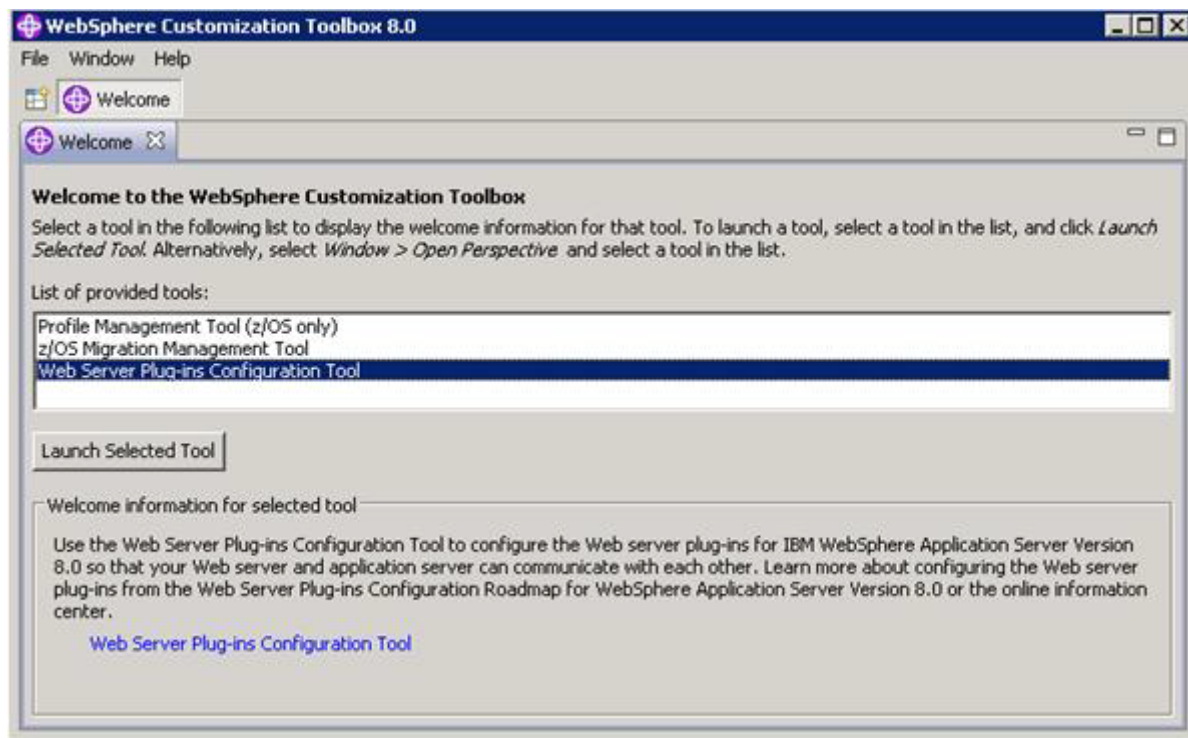 WebSphere Customization Toolbox 8.0
File Window Help
Welcome
Welcome
Welcome to the WebSphere Customization Toolbox
Select a tool in the following list to display the welcome information for that tool. To launch a tool, select a tool in the list, and click Launch
Selected Tool. Alternatively, select Window > Open Perspective and select a tool in the list.
List of provided tools:
Profile Management Tool (z/OS only)
z/OS Migration Management Tool
Web Server Plug-ins Configuration Tool
Launch Selected Tool
Welcome information for selected tool
Use the Web Server Plug-ins Configuration Tool to configure the Web server plug-ins for IBM WebSphere Application Server Version
8.0 so that your Web server and application server can communicate with each other. Learn more about configuring the Web server
plug-ins from the Web Server Plug-ins Configuration Roadmap for WebSphere Application Server Version 8.0 or the online information
center.
Web Server Plug-ins Configuration Tool